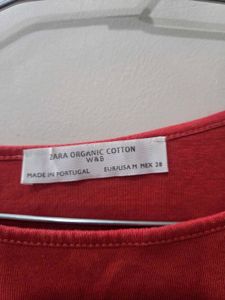 ZARA ORGANIC COTTON
W&B
MADE IN PORTUGAL EUR/USA M MEX 28